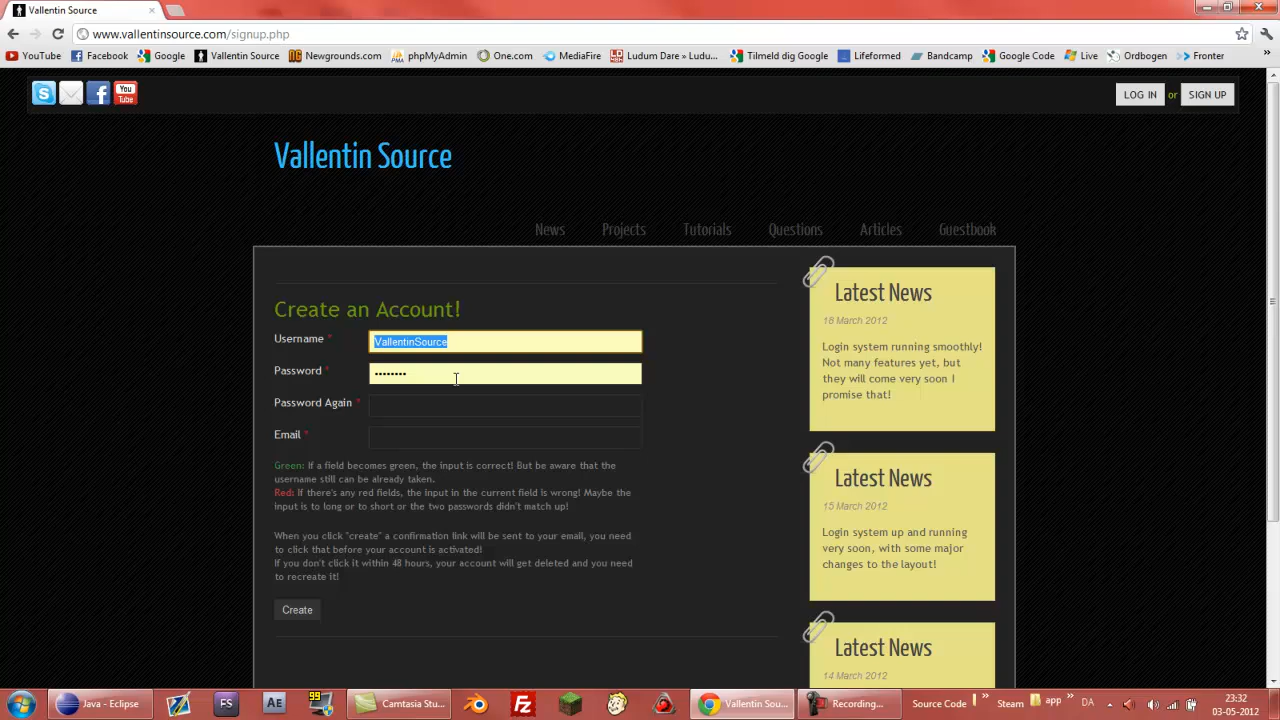 Vallentin Source
www.vallentinsource.com/signup.php
YouTube Facebook Google Vallentin Source Newgrounds.com phpMyAdmin One.com MediaFire Ludum Dare » Ludu... Tilmeld dig Google Lifeformed Bandcamp Google Code Live Ordbogen Fronter »
You Tube
LOG IN or SIGN UP
Vallentin Source
News Projects Tutorials Questions Articles Guestbook
Create an Account!
Username * VallentinSource
Password * ••••••••
Password Again *
Email *
Green: If a field becomes green, the input is correct! But be aware that the
username still can be already taken.
Red: If there's any red fields, the input in the current field is wrong! Maybe the
input is to long or to short or the two passwords didn't match up!
When you click "create" a confirmation link will be sent to your email, you need
to click that before your account is activated!
If you don't click it within 48 hours, your account will get deleted and you need
to recreate it!
Create
Latest News
18 March 2012
Login system running smoothly!
Not many features yet, but
they will come very soon I
promise that!
Latest News
15 March 2012
Login system up and running
very soon, with some major
changes to the layout!
Latest News
14 March 2012
Java - Eclipse FS AE 99 Camtasia Stu... Fz Vallentin Sou... Recording... Source Code » Steam app » DA 23:32
03-05-2012